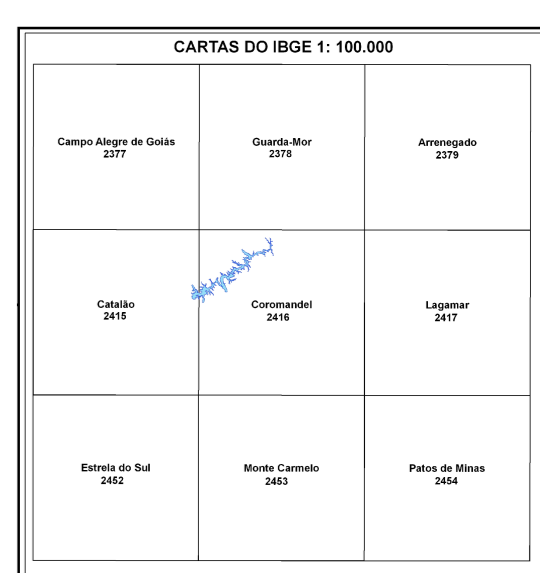 CARTAS DO IBGE 1: 100.000
Campo Alegre de Goiás
2377
Guarda-Mor
2378
Arrenegado
2379
Catalão
2415
Coromandel
2416
Lagamar
2417
Estrela do Sul
2452
Monte Carmelo
2453
Patos de Minas
2454